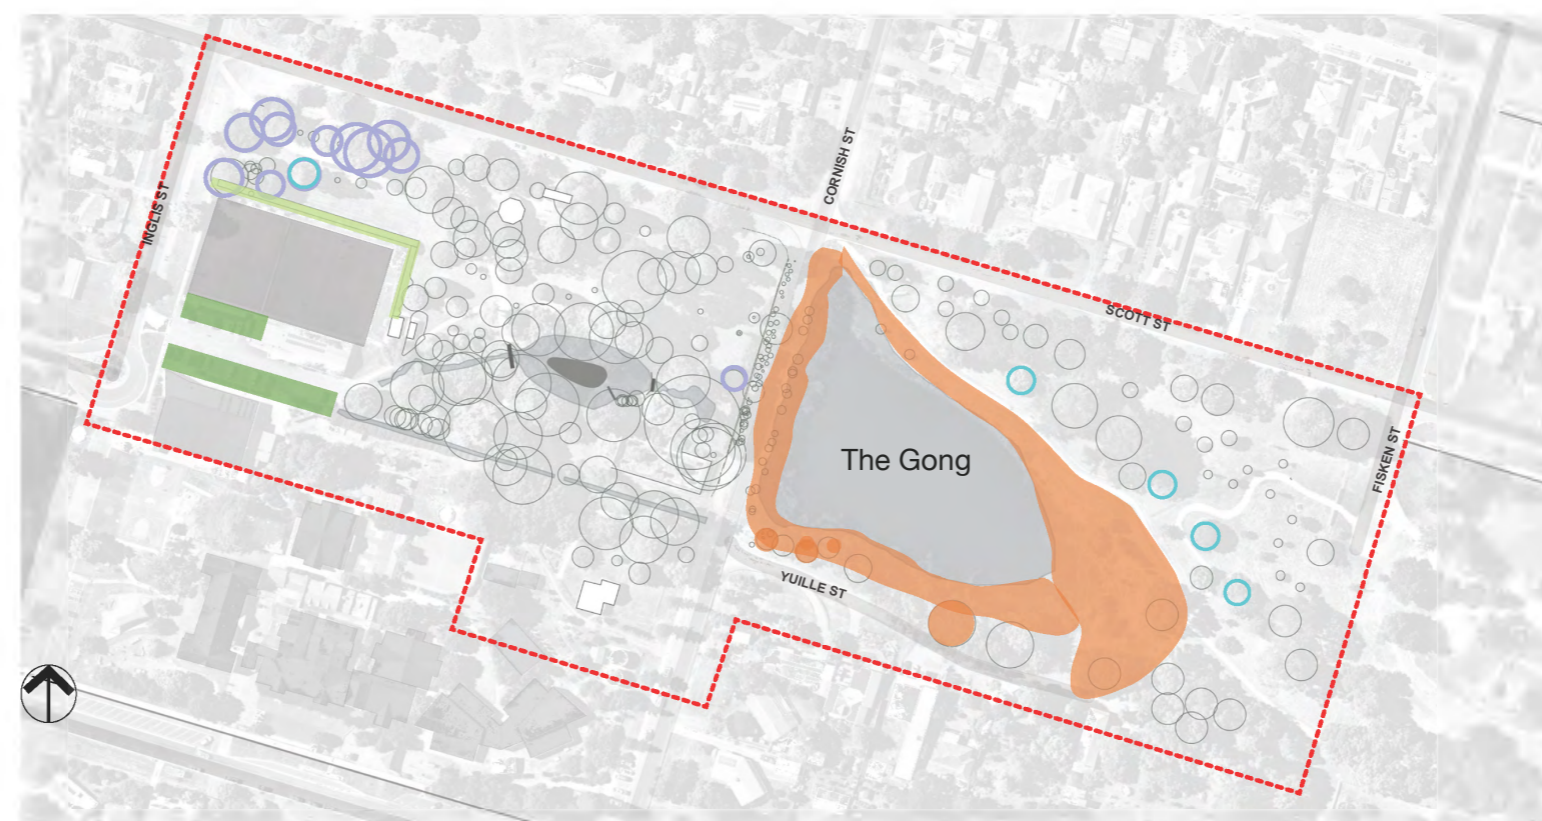 CORNISH ST
INGLIS ST
SCOTT ST
The Gong
FISKEN ST
YUILLE ST